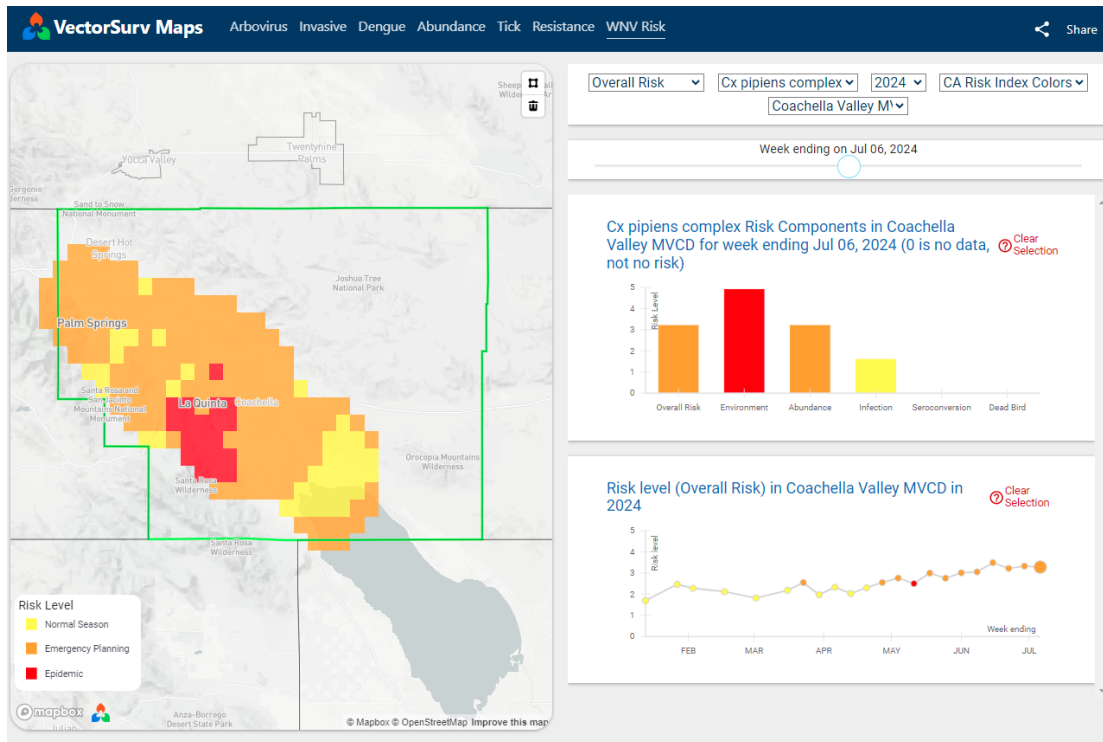 VectorSurv Maps
Arbovirus Invasive Dengue Abundance Tick Resistance WNV Risk
Share
Overall Risk
Cx pipiens complex
2024
CA Risk Index Colors
Coachella Valley M\
Week ending on Jul 06, 2024
Cx pipiens complex Risk Components in Coachella
Valley MVCD for week ending Jul 06, 2024 (0 is no data,
not no risk)
Clear
Selection
Risk Level
5
4
3
2
1
0
Overall Risk
Environment
Abundance
Infection
Seroconversion
Dead Bird
Risk level (Overall Risk) in Coachella Valley MVCD in
2024
Clear
Selection
Risk level
5
4
3
2
1
0
Week ending
FEB
MAR
APR
MAY
JUN
JUL
Yucca Valley
Twentynine
Palms
Sand to Snow
National Monument
Desert Hot
Springs
Joshua Tree
National Park
Palm Springs
Santa Rosa and
San Jacinto
Mountains National
Monument
La Quinta
Coachella
Orocopia Mountains
Wilderness
Santa Rosa
Wilderness
Santa Rosa
Wilderness
Risk Level
Normal Season
Emergency Planning
Epidemic
mapbox
Anza-Borrego
Desert State Park
© Mapbox © OpenStreetMap Improve this map